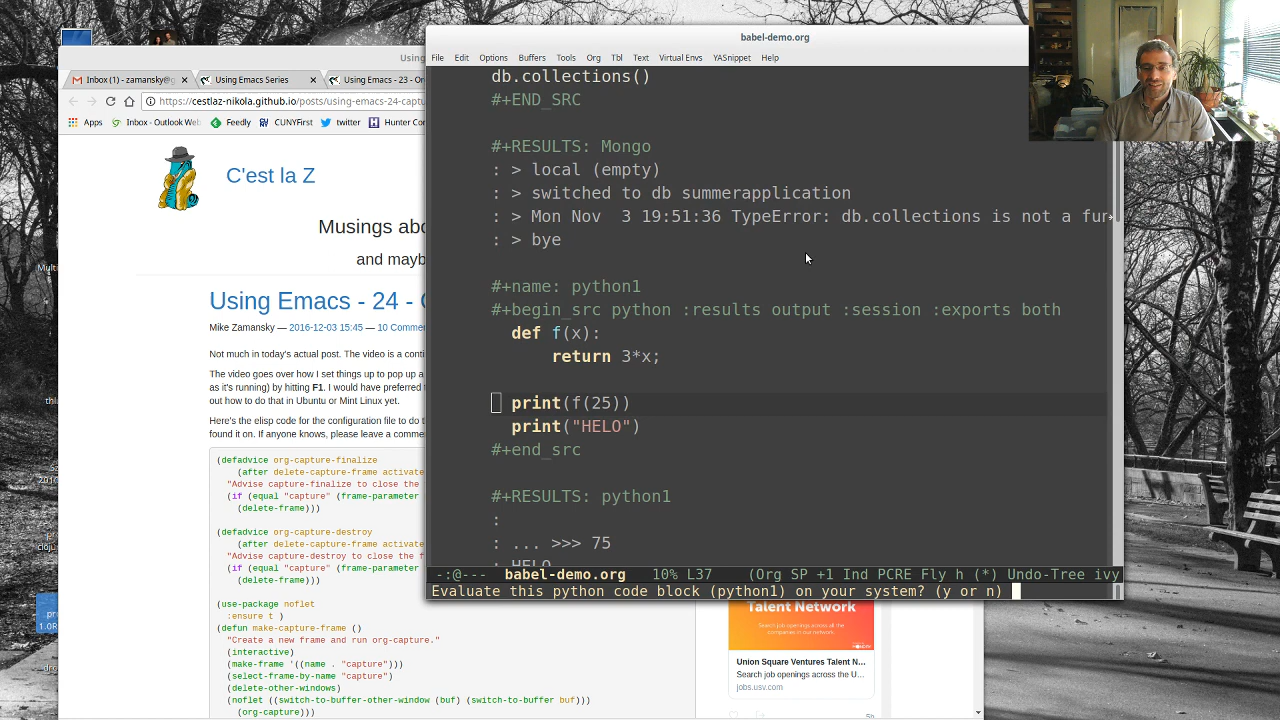 babel-demo.org
File Edit Options Buffers Tools Org Tbl Text Virtual Envs YASnippet Help
db.collections()
#+END_SRC
#+RESULTS: Mongo
: > local (empty)
: > switched to db summerapplication
: > Mon Nov  3 19:51:36 TypeError: db.collections is not a fun
: > bye
#+name: python1
#+begin_src python :results output :session :exports both
def f(x):
return 3*x;
print(f(25))
print("HELO")
#+end_src
#+RESULTS: python1
:
: ... >>> 75
: HELO
-:@--- babel-demo.org 10% L37 (Org SP +1 Ind PCRE Fly h (*) Undo-Tree ivy
Evaluate this python code block (python1) on your system? (y or n)
Using
Inbox (1) - zamansky@g
Using Emacs Series
Using Emacs - 23 - O
https://cestlaz-nikola.github.io/posts/using-emacs-24-captu
Apps Inbox - Outlook Web Feedly CUNYFirst twitter Hunter Cor
C'est la Z
Musings abo
and mayb
Using Emacs - 24 - C
Mike Zamansky — 2016-12-03 15:45 — 10 Comme
Not much in today's actual post. The video is a conti
The video goes over how I set things up to pop up a
as it's running) by hitting F1. I would have preferred t
out how to do that in Ubuntu or Mint Linux yet.
Here's the elisp code for the configuration file to do t
found it on. If anyone knows, please leave a comme
(defadvice org-capture-finalize
(after delete-capture-frame activate
"Advise capture-finalize to close the
(if (equal "capture" (frame-parameter
(delete-frame)))
(defadvice org-capture-destroy
(after delete-capture-frame activate
"Advise capture-destroy to close the f
(if (equal "capture" (frame-parameter
(delete-frame)))
(use-package noflet
:ensure t )
(defun make-capture-frame ()
"Create a new frame and run org-capture."
(interactive)
(make-frame '((name . "capture")))
(select-frame-by-name "capture")
(delete-other-windows)
(noflet ((switch-to-buffer-other-window (buf) (switch-to-buffer buf)))
(org-capture)))
Talent Network
Search job openings across all the
companies in our network.
Union Square Ventures Talent N...
Search job openings across the U...
jobs.usv.com
Multi